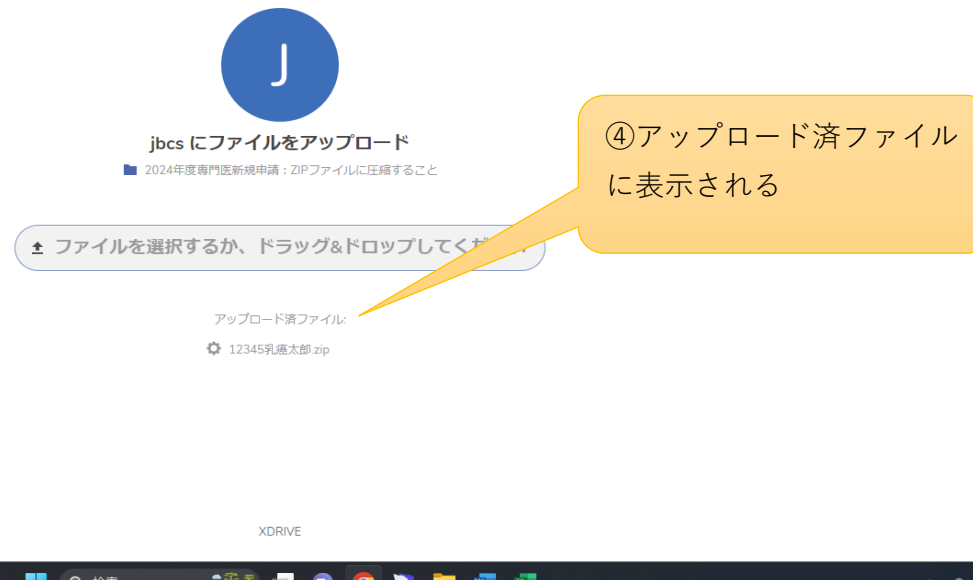 J
jbcs にファイルをアップロード
2024年度専門医新規申請：ZIPファイルに圧縮すること
④アップロード済ファイル
に表示される
ファイルを選択するか、ドラッグ&ドロップしてくだ
アップロード済ファイル:
12345乳癌太郎.zip
XDRIVE
検索